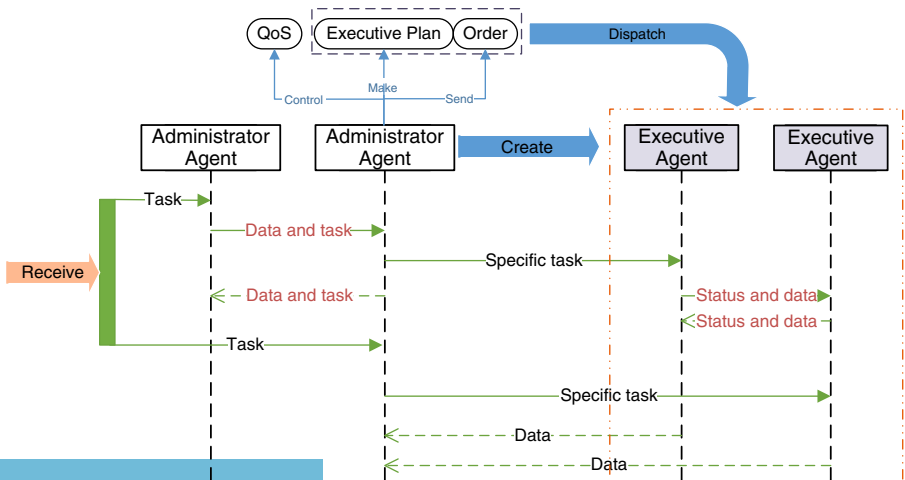 QoS
Executive Plan
Order
Dispatch
Control
Make
Send
Administrator
Agent
Administrator
Agent
Create
Executive
Agent
Executive
Agent
Task
Data and task
Specific task
Receive
Data and task
Status and data
Status and data
Task
Specific task
Data
Data